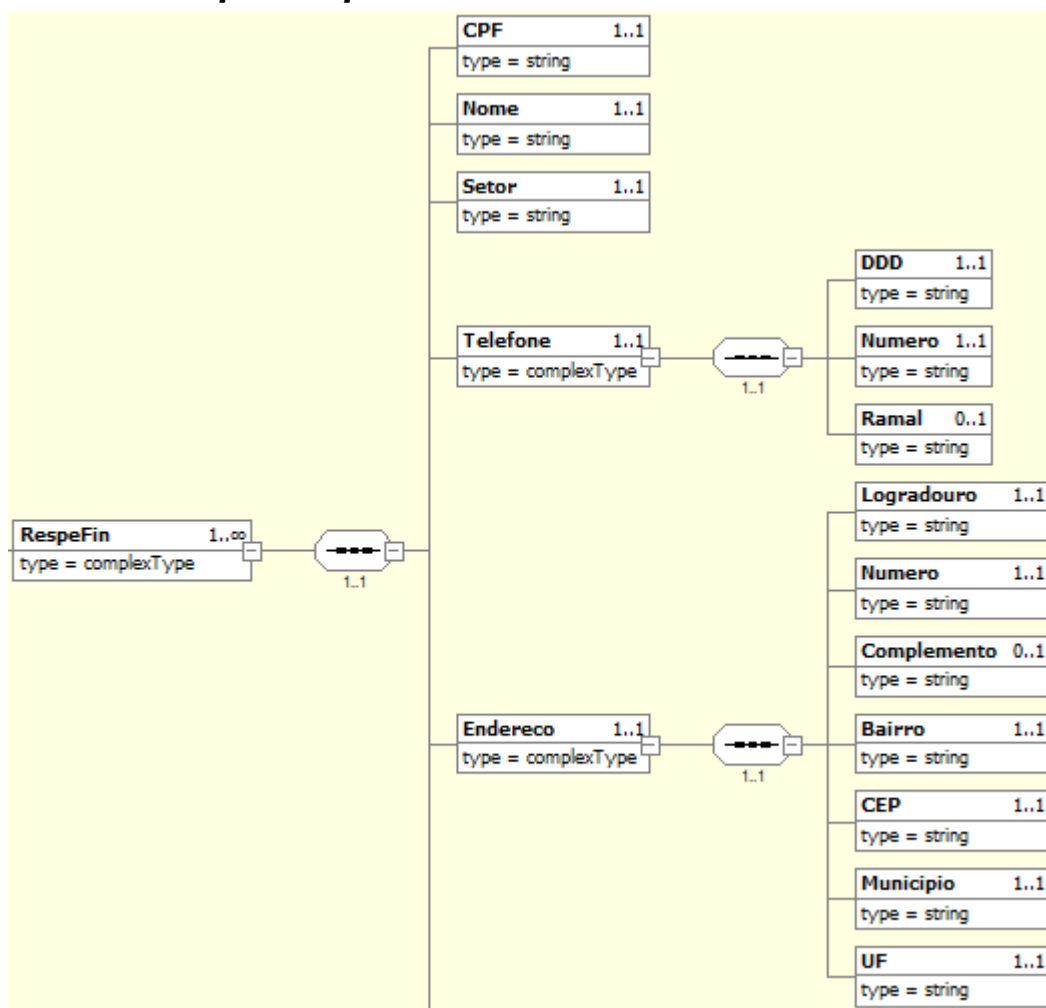 CPF 1..1
type = string
Nome 1..1
type = string
Setor 1..1
type = string
DDD 1..1
type = string
Telefone 1..1
type = complexType
1..1
Numero 1..1
type = string
Ramal 0..1
type = string
RespeFin 1..∞
type = complexType
1..1
Logradouro 1..1
type = string
Numero 1..1
type = string
Complemento 0..1
type = string
Endereco 1..1
type = complexType
1..1
Bairro 1..1
type = string
CEP 1..1
type = string
Municipio 1..1
type = string
UF 1..1
type = string